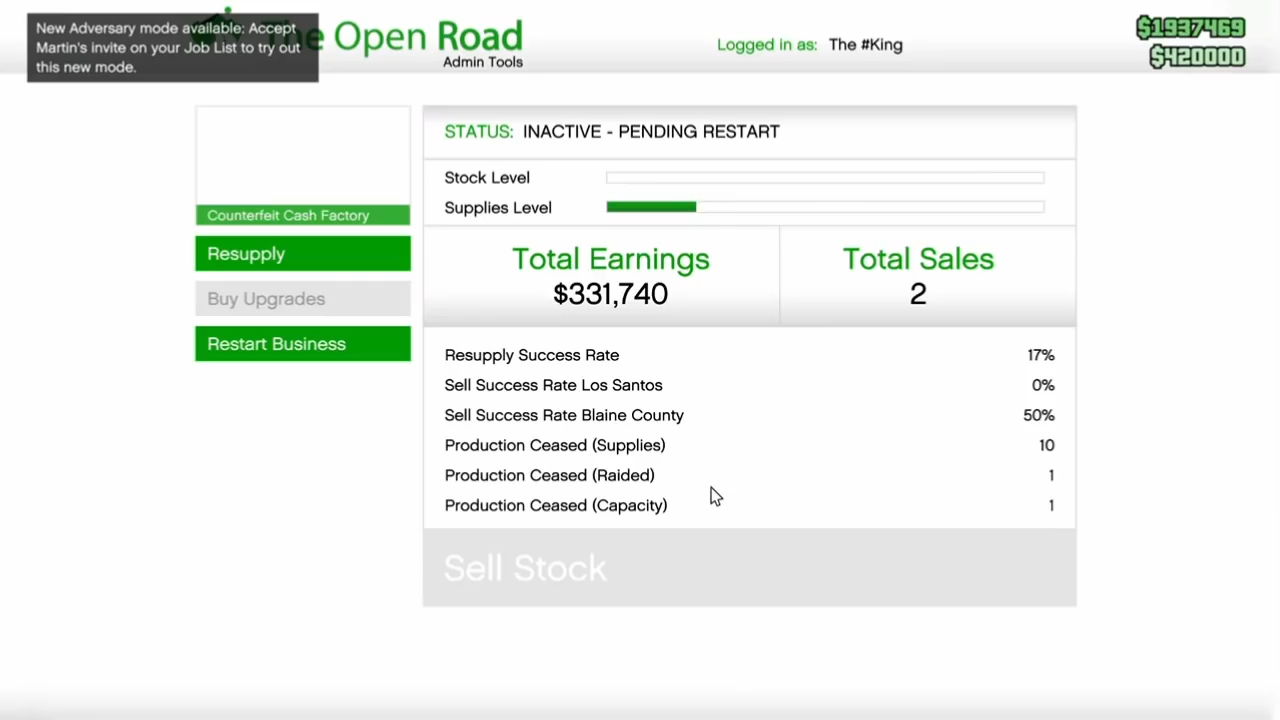 New Adversary mode available: Accept
Martin's invite on your Job List to try out
this new mode.
The Open Road
Admin Tools
Logged in as: The #King
$1937469
$420000
Counterfeit Cash Factory
Resupply
Buy Upgrades
Restart Business
STATUS: INACTIVE - PENDING RESTART
Stock Level
Supplies Level
Total Earnings
$331,740
Total Sales
2
Resupply Success Rate 17%
Sell Success Rate Los Santos 0%
Sell Success Rate Blaine County 50%
Production Ceased (Supplies) 10
Production Ceased (Raided) 1
Production Ceased (Capacity) 1
Sell Stock